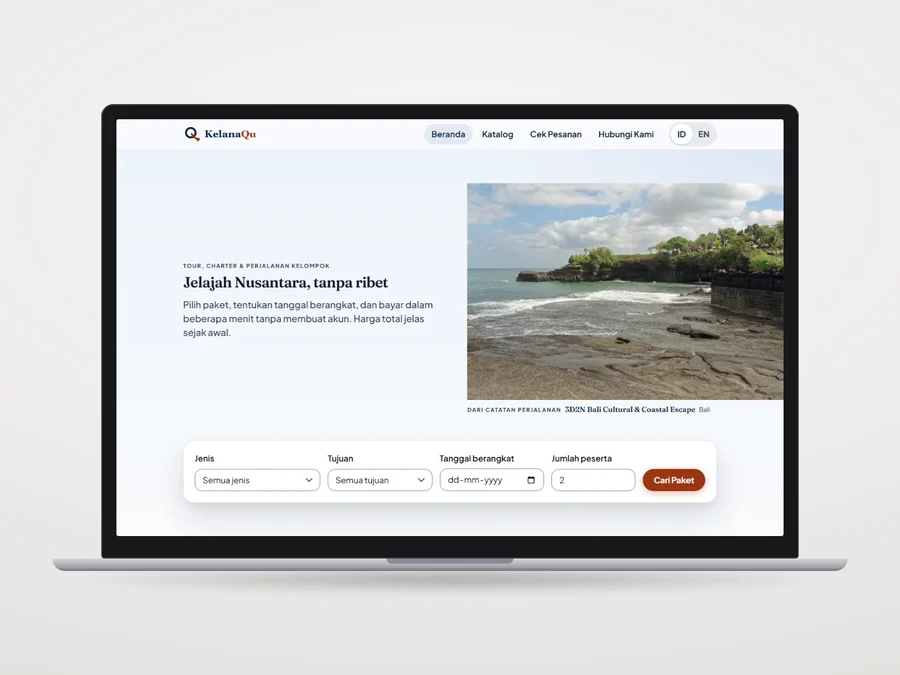 KelanaQu
Beranda Katalog Cek Pesanan Hubungi Kami ID EN
TOUR, CHARTER & PERJALANAN KELOMPOK
Jelajah Nusantara, tanpa ribet
Pilih paket, tentukan tanggal berangkat, dan bayar dalam
beberapa menit tanpa membuat akun. Harga total jelas
sejak awal.
DARI CATATAN PERJALANAN 3D2N Bali Cultural & Coastal Escape Bali
Jenis Tujuan Tanggal berangkat Jumlah peserta
Semua jenis Semua tujuan dd-mm-yyyy 2 Cari Paket